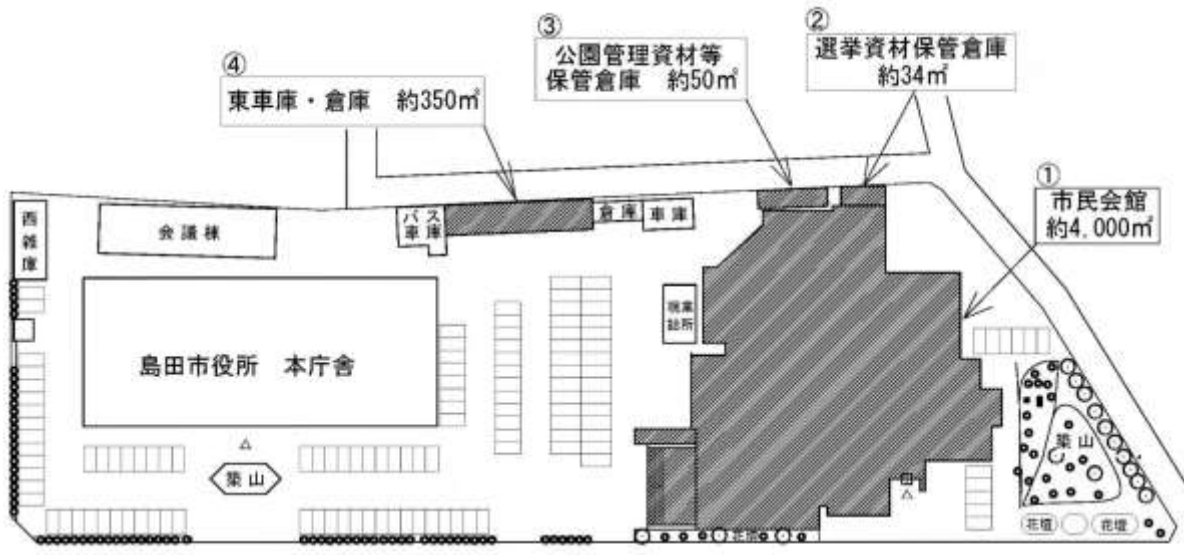 ②
選挙資材保管倉庫
約34㎡
③
公園管理資材等
保管倉庫 約50㎡
④
東車庫・倉庫 約350㎡
①
市民会館
約4,000㎡
西
雑
庫
会議棟
バス
車庫
倉庫
車庫
現業
詰所
島田市役所 本庁舎
築山
築山
花壇
花壇
花壇